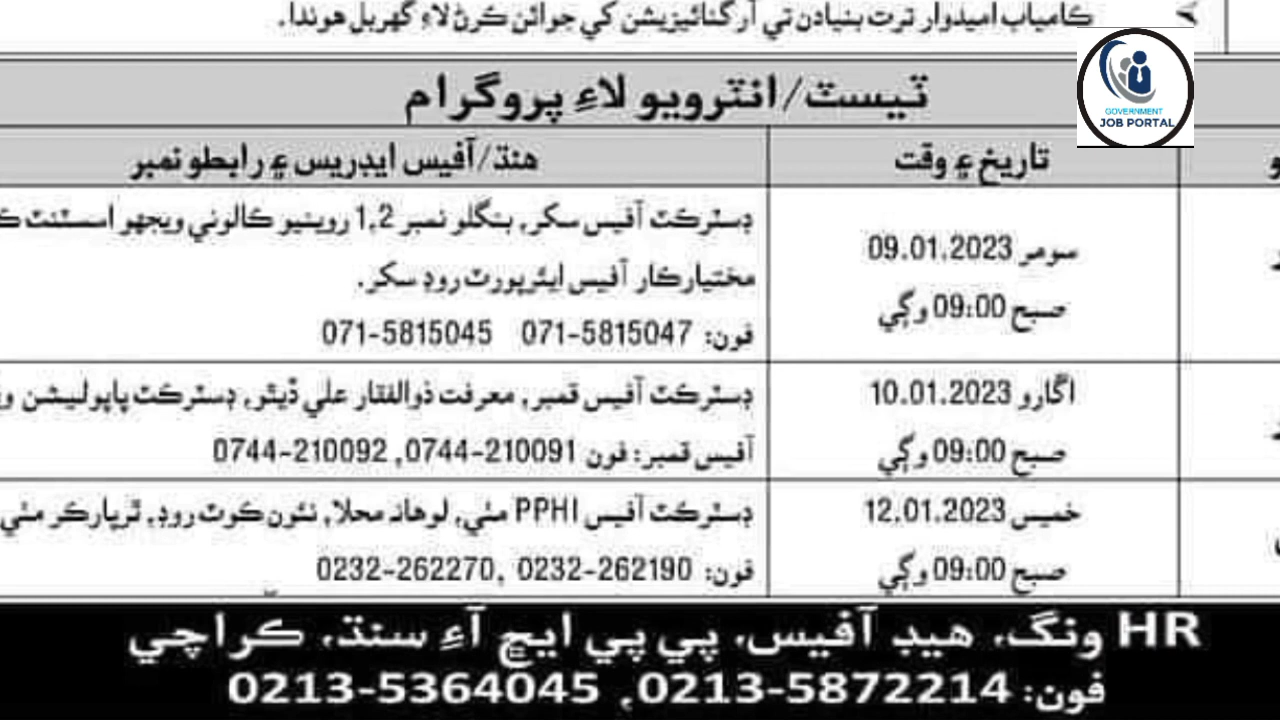 ڪامياب اميدوار ترت بنيادن تي آرگنائيزيشن کي جوائن ڪرڻ لاءِ گهربل هوندا.
GOVERNMENT
JOB PORTAL
ٽيسٽ/انٽرويو لاءِ پروگرام
تاريخ ۽ وقت
هنڌ/آفيس ايڊريس ۽ رابطو نمبر
سومر 09.01.2023
صبح 09:00 وڳي
ڊسٽرڪٽ آفيس سکر، بنگلو نمبر 1,2 روينيو ڪالوني ويجهو اسسٽنٽ
مختيارڪار آفيس ايئرپورٽ روڊ سکر.
فون: 071-5815047 071-5815045
اڱارو 10.01.2023
صبح 09:00 وڳي
ڊسٽرڪٽ آفيس قمبر، معرفت ذوالفقار علي ڏيٿو، ڊسٽرڪٽ پاپوليشن
آفيس قمبر: فون 0744-210091, 0744-210092
خميس 12.01.2023
صبح 09:00 وڳي
ڊسٽرڪٽ آفيس PPHI مٺي، لوهانه محلا، نئون ڪوٽ روڊ، ٿرپارڪر مٺي
فون: 0232-262190, 0232-262270
HR ونگ، هيڊ آفيس، پي پي ايڇ آءِ سنڌ، ڪراچي
فون: 0213-5872214, 0213-5364045